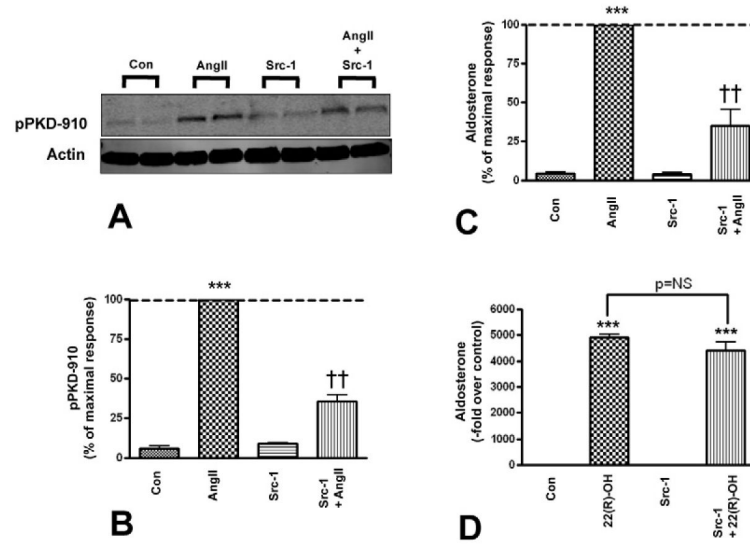 Con AngII Src-1 AngII + Src-1
pPKD-910
Actin
A
pPKD-910
(% of maximal response)
100
75
50
25
0
***
††
Con
AngII
Src-1
Src-1
+ AngII
B
Aldosterone
(% of maximal response)
100
75
50
25
0
***
††
Con
AngII
Src-1
Src-1
+ AngII
C
Aldosterone
(-fold over control)
6000
5000
4000
3000
2000
1000
0
p=NS
***
***
Con
22(R)-OH
Src-1
Src-1
+ 22(R)-OH
D